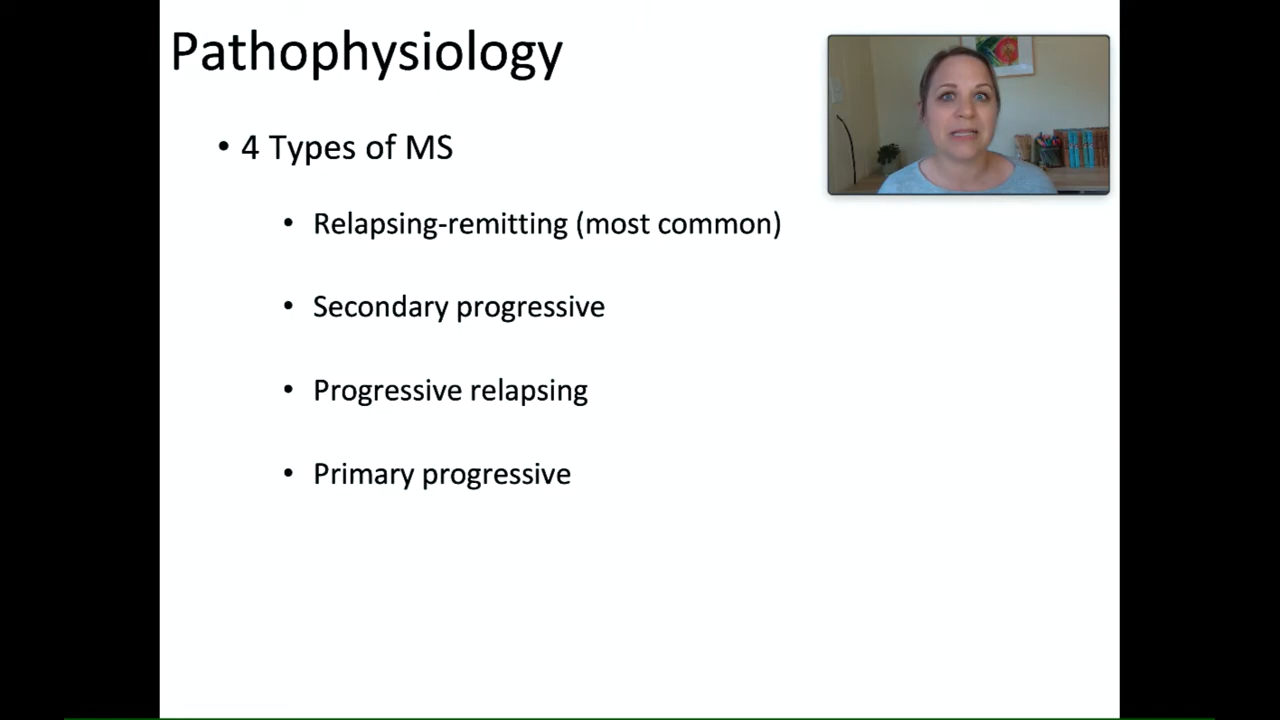 Pathophysiology
• 4 Types of MS
• Relapsing-remitting (most common)
• Secondary progressive
• Progressive relapsing
• Primary progressive